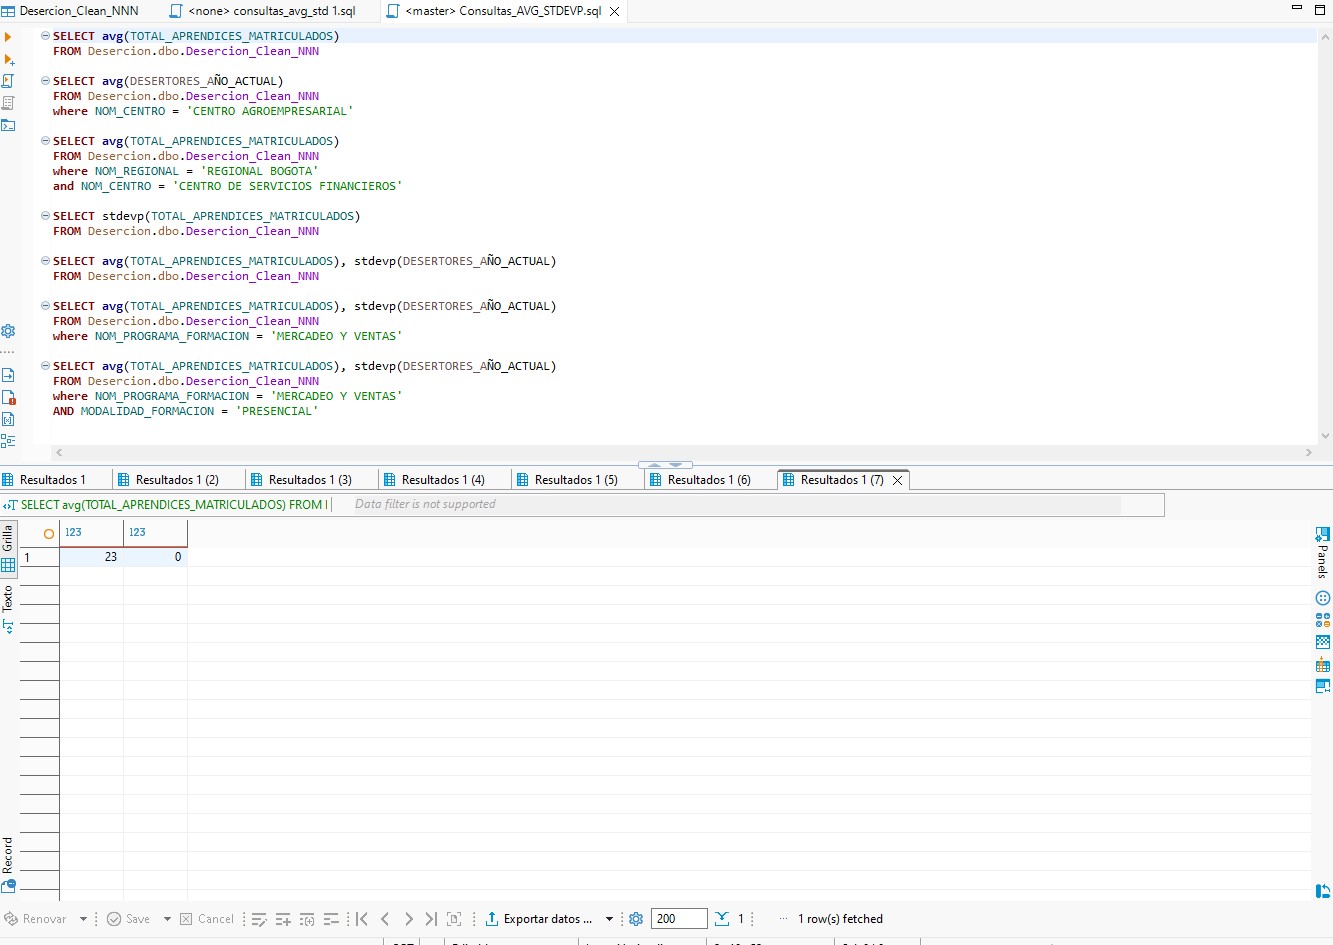 Desercion_Clean_NNN
<none> consultas_avg_std 1.sql
<master> Consultas_AVG_STDEVP.sql
SELECT avg(TOTAL_APRENDICES_MATRICULADOS)
FROM Desercion.dbo.Desercion_Clean_NNN
SELECT avg(DESERTORES_AÑO_ACTUAL)
FROM Desercion.dbo.Desercion_Clean_NNN
where NOM_CENTRO = 'CENTRO AGROEMPRESARIAL'
SELECT avg(TOTAL_APRENDICES_MATRICULADOS)
FROM Desercion.dbo.Desercion_Clean_NNN
where NOM_REGIONAL = 'REGIONAL BOGOTA'
and NOM_CENTRO = 'CENTRO DE SERVICIOS FINANCIEROS'
SELECT stdevp(TOTAL_APRENDICES_MATRICULADOS)
FROM Desercion.dbo.Desercion_Clean_NNN
SELECT avg(TOTAL_APRENDICES_MATRICULADOS), stdevp(DESERTORES_AÑO_ACTUAL)
FROM Desercion.dbo.Desercion_Clean_NNN
SELECT avg(TOTAL_APRENDICES_MATRICULADOS), stdevp(DESERTORES_AÑO_ACTUAL)
FROM Desercion.dbo.Desercion_Clean_NNN
where NOM_PROGRAMA_FORMACION = 'MERCADEO Y VENTAS'
SELECT avg(TOTAL_APRENDICES_MATRICULADOS), stdevp(DESERTORES_AÑO_ACTUAL)
FROM Desercion.dbo.Desercion_Clean_NNN
where NOM_PROGRAMA_FORMACION = 'MERCADEO Y VENTAS'
AND MODALIDAD_FORMACION = 'PRESENCIAL'
Resultados 1
Resultados 1 (2)
Resultados 1 (3)
Resultados 1 (4)
Resultados 1 (5)
Resultados 1 (6)
Resultados 1 (7)
SELECT avg(TOTAL_APRENDICES_MATRICULADOS) FROM
Data filter is not supported
Grilla
Texto
Record
123
123
1
23
0
Panels
Renovar
Save
Cancel
Exportar datos ...
200
1
1 row(s) fetched